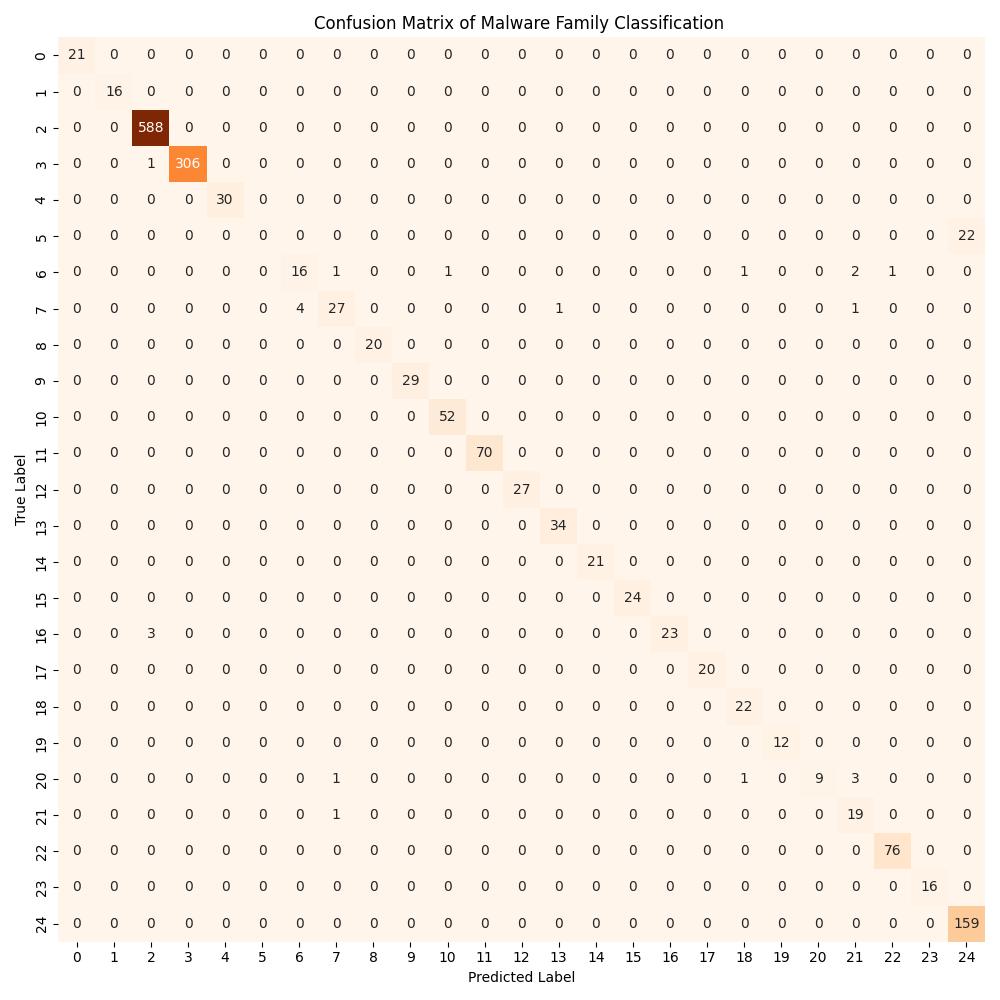 Confusion Matrix of Malware Family Classification
0 21 0 0 0 0 0 0 0 0 0 0 0 0 0 0 0 0 0 0 0 0 0 0 0 0
1 0 16 0 0 0 0 0 0 0 0 0 0 0 0 0 0 0 0 0 0 0 0 0 0 0
2 0 0 588 0 0 0 0 0 0 0 0 0 0 0 0 0 0 0 0 0 0 0 0 0 0
3 0 0 1 306 0 0 0 0 0 0 0 0 0 0 0 0 0 0 0 0 0 0 0 0 0
4 0 0 0 0 30 0 0 0 0 0 0 0 0 0 0 0 0 0 0 0 0 0 0 0 0
5 0 0 0 0 0 0 0 0 0 0 0 0 0 0 0 0 0 0 0 0 0 0 0 0 22
6 0 0 0 0 0 0 16 1 0 0 1 0 0 0 0 0 0 0 1 0 0 2 1 0 0
7 0 0 0 0 0 0 4 27 0 0 0 0 0 1 0 0 0 0 0 0 0 1 0 0 0
8 0 0 0 0 0 0 0 0 20 0 0 0 0 0 0 0 0 0 0 0 0 0 0 0 0
9 0 0 0 0 0 0 0 0 0 29 0 0 0 0 0 0 0 0 0 0 0 0 0 0 0
10 0 0 0 0 0 0 0 0 0 0 52 0 0 0 0 0 0 0 0 0 0 0 0 0 0
11 0 0 0 0 0 0 0 0 0 0 0 70 0 0 0 0 0 0 0 0 0 0 0 0 0
12 0 0 0 0 0 0 0 0 0 0 0 0 27 0 0 0 0 0 0 0 0 0 0 0 0
13 0 0 0 0 0 0 0 0 0 0 0 0 0 34 0 0 0 0 0 0 0 0 0 0 0
14 0 0 0 0 0 0 0 0 0 0 0 0 0 0 21 0 0 0 0 0 0 0 0 0 0
15 0 0 0 0 0 0 0 0 0 0 0 0 0 0 0 24 0 0 0 0 0 0 0 0 0
16 0 0 3 0 0 0 0 0 0 0 0 0 0 0 0 0 23 0 0 0 0 0 0 0 0
17 0 0 0 0 0 0 0 0 0 0 0 0 0 0 0 0 0 20 0 0 0 0 0 0 0
18 0 0 0 0 0 0 0 0 0 0 0 0 0 0 0 0 0 0 22 0 0 0 0 0 0
19 0 0 0 0 0 0 0 0 0 0 0 0 0 0 0 0 0 0 0 12 0 0 0 0 0
20 0 0 0 0 0 0 0 1 0 0 0 0 0 0 0 0 0 0 1 0 9 3 0 0 0
21 0 0 0 0 0 0 0 1 0 0 0 0 0 0 0 0 0 0 0 0 0 19 0 0 0
22 0 0 0 0 0 0 0 0 0 0 0 0 0 0 0 0 0 0 0 0 0 0 76 0 0
23 0 0 0 0 0 0 0 0 0 0 0 0 0 0 0 0 0 0 0 0 0 0 0 16 0
24 0 0 0 0 0 0 0 0 0 0 0 0 0 0 0 0 0 0 0 0 0 0 0 0 159
True Label
0 1 2 3 4 5 6 7 8 9 10 11 12 13 14 15 16 17 18 19 20 21 22 23 24
Predicted Label